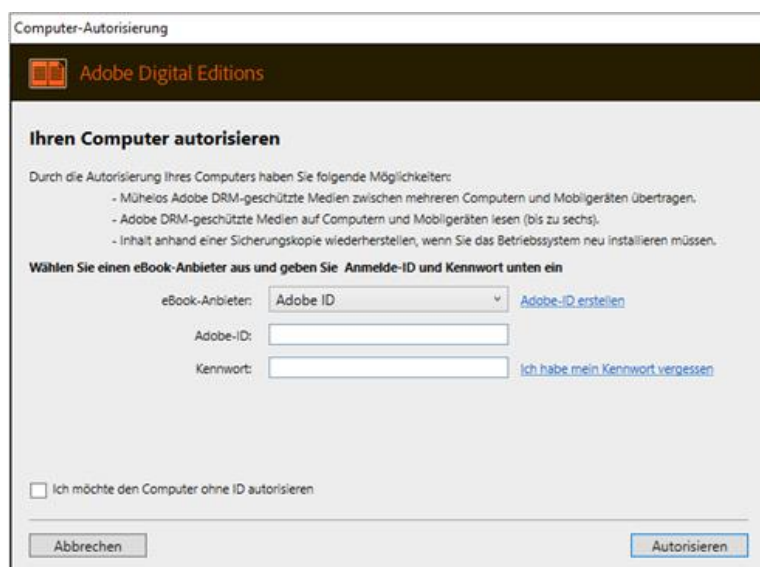 Computer-Autorisierung
Adobe Digital Editions
Ihren Computer autorisieren
Durch die Autorisierung Ihres Computers haben Sie folgende Möglichkeiten:
- Mühelos Adobe DRM-geschützte Medien zwischen mehreren Computern und Mobilgeräten übertragen.
- Adobe DRM-geschützte Medien auf Computern und Mobilgeräten lesen (bis zu sechs).
- Inhalt anhand einer Sicherungskopie wiederherstellen, wenn Sie das Betriebssystem neu installieren müssen.
Wählen Sie einen eBook-Anbieter aus und geben Sie Anmelde-ID und Kennwort unten ein
eBook-Anbieter: Adobe ID Adobe-ID erstellen
Adobe-ID:
Kennwort: Ich habe mein Kennwort vergessen
Ich möchte den Computer ohne ID autorisieren
Abbrechen Autorisieren